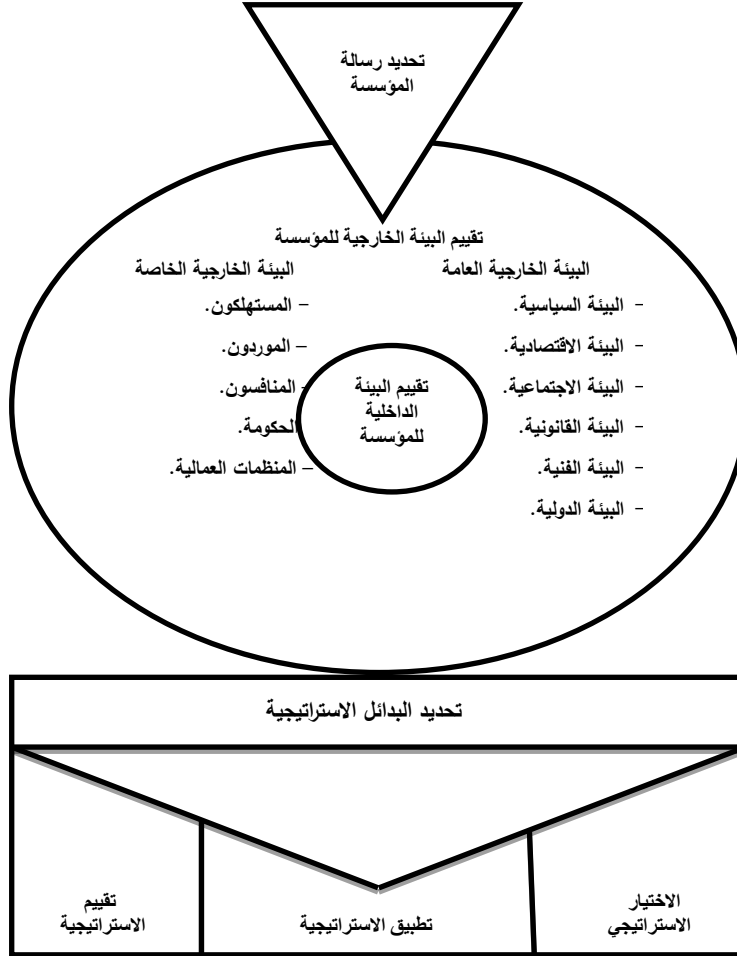 تحديد رسالة
المؤسسة
تقييم البيئة الخارجية للمؤسسة
البيئة الخارجية العامة
- البيئة السياسية.
- البيئة الاقتصادية.
- البيئة الاجتماعية.
- البيئة القانونية.
- البيئة الفنية.
- البيئة الدولية.
تقييم البيئة
الداخلية
للمؤسسة
البيئة الخارجية الخاصة
– المستهلكون.
– الموردون.
– المنافسون.
الحكومة.
– المنظمات العمالية.
تحديد البدائل الاستراتيجية
الاختيار
الاستراتيجي
تطبيق الاستراتيجية
تقييم
الاستراتيجية